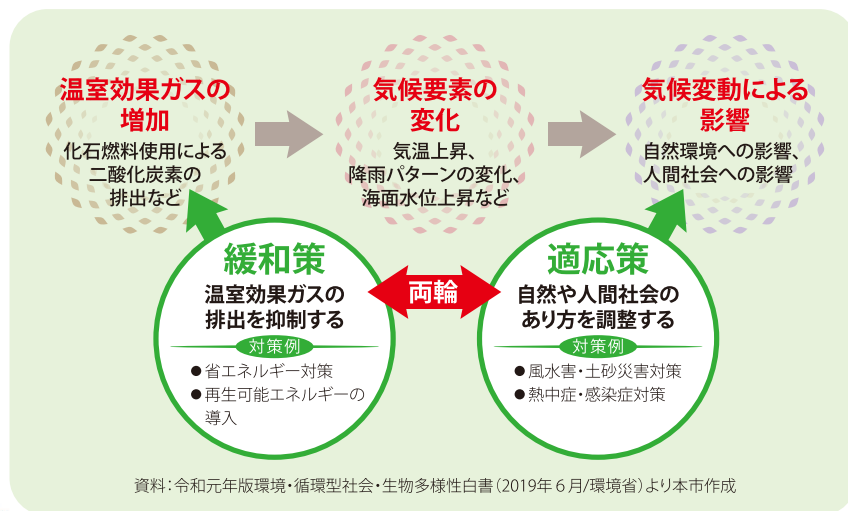 温室効果ガスの
増加
化石燃料使用による
二酸化炭素の
排出など
気候要素の
変化
気温上昇、
降雨パターンの変化、
海面水位上昇など
気候変動による
影響
自然環境への影響、
人間社会への影響
緩和策
温室効果ガスの
排出を抑制する
対策例
●省エネルギー対策
●再生可能エネルギーの
導入
両輪
適応策
自然や人間社会の
あり方を調整する
対策例
●風水害・土砂災害対策
●熱中症・感染症対策
資料：令和元年版環境・循環型社会・生物多様性白書（2019年６月/環境省）より本市作成